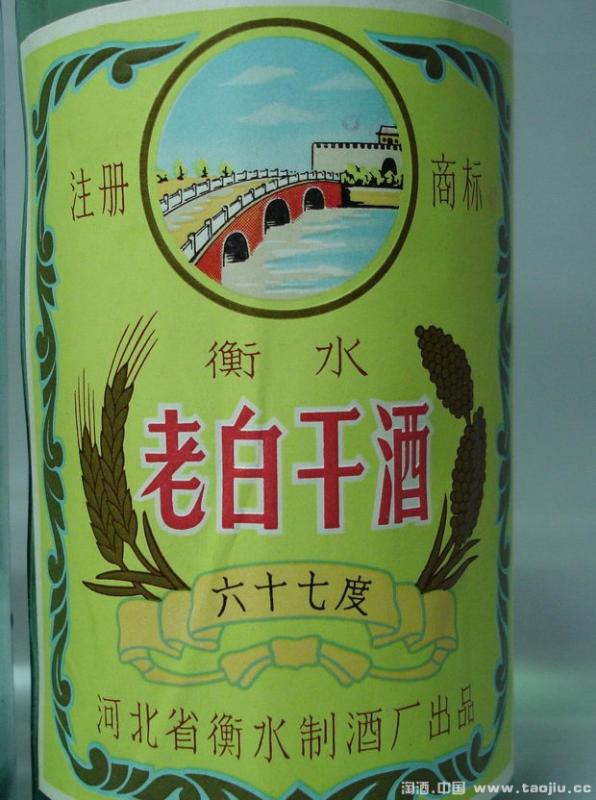 注册 商标
衡水
老白干酒
六十七度
河北省衡水制酒厂出品
淘酒.中国 www.taojiu.cc